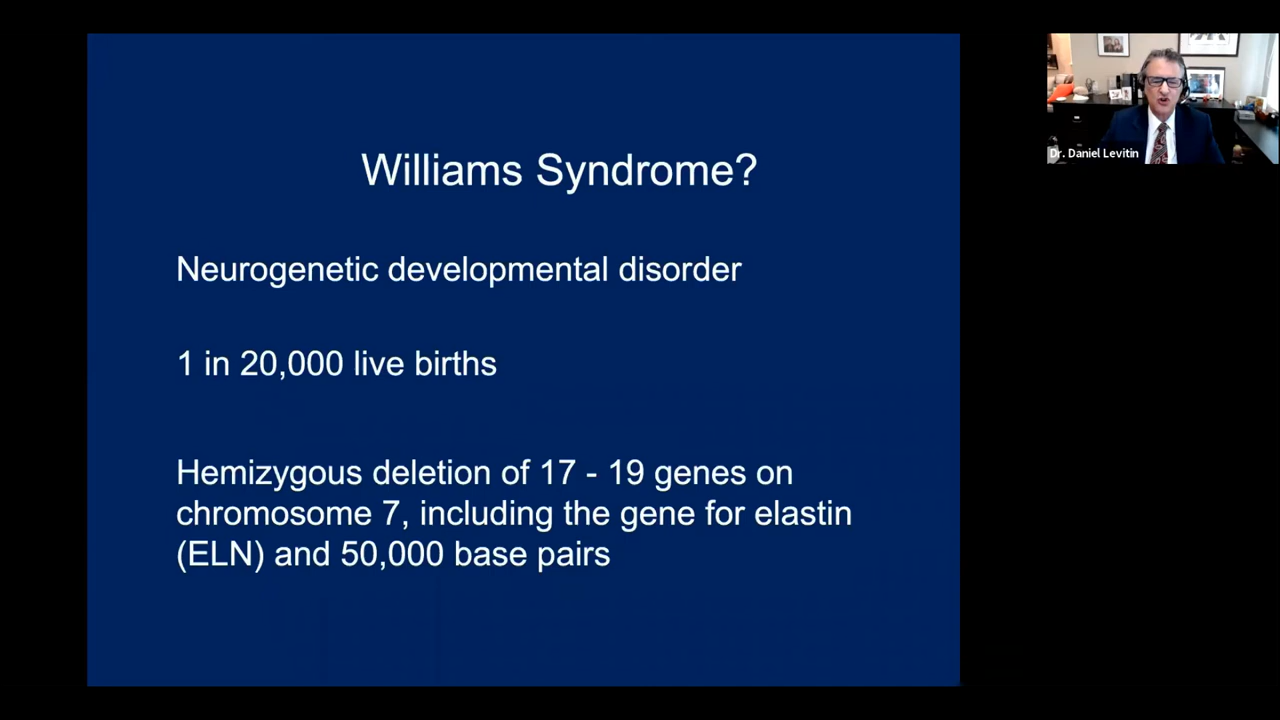 Williams Syndrome?
Neurogenetic developmental disorder
1 in 20,000 live births
Hemizygous deletion of 17 - 19 genes on
chromosome 7, including the gene for elastin
(ELN) and 50,000 base pairs
Dr. Daniel Levitin